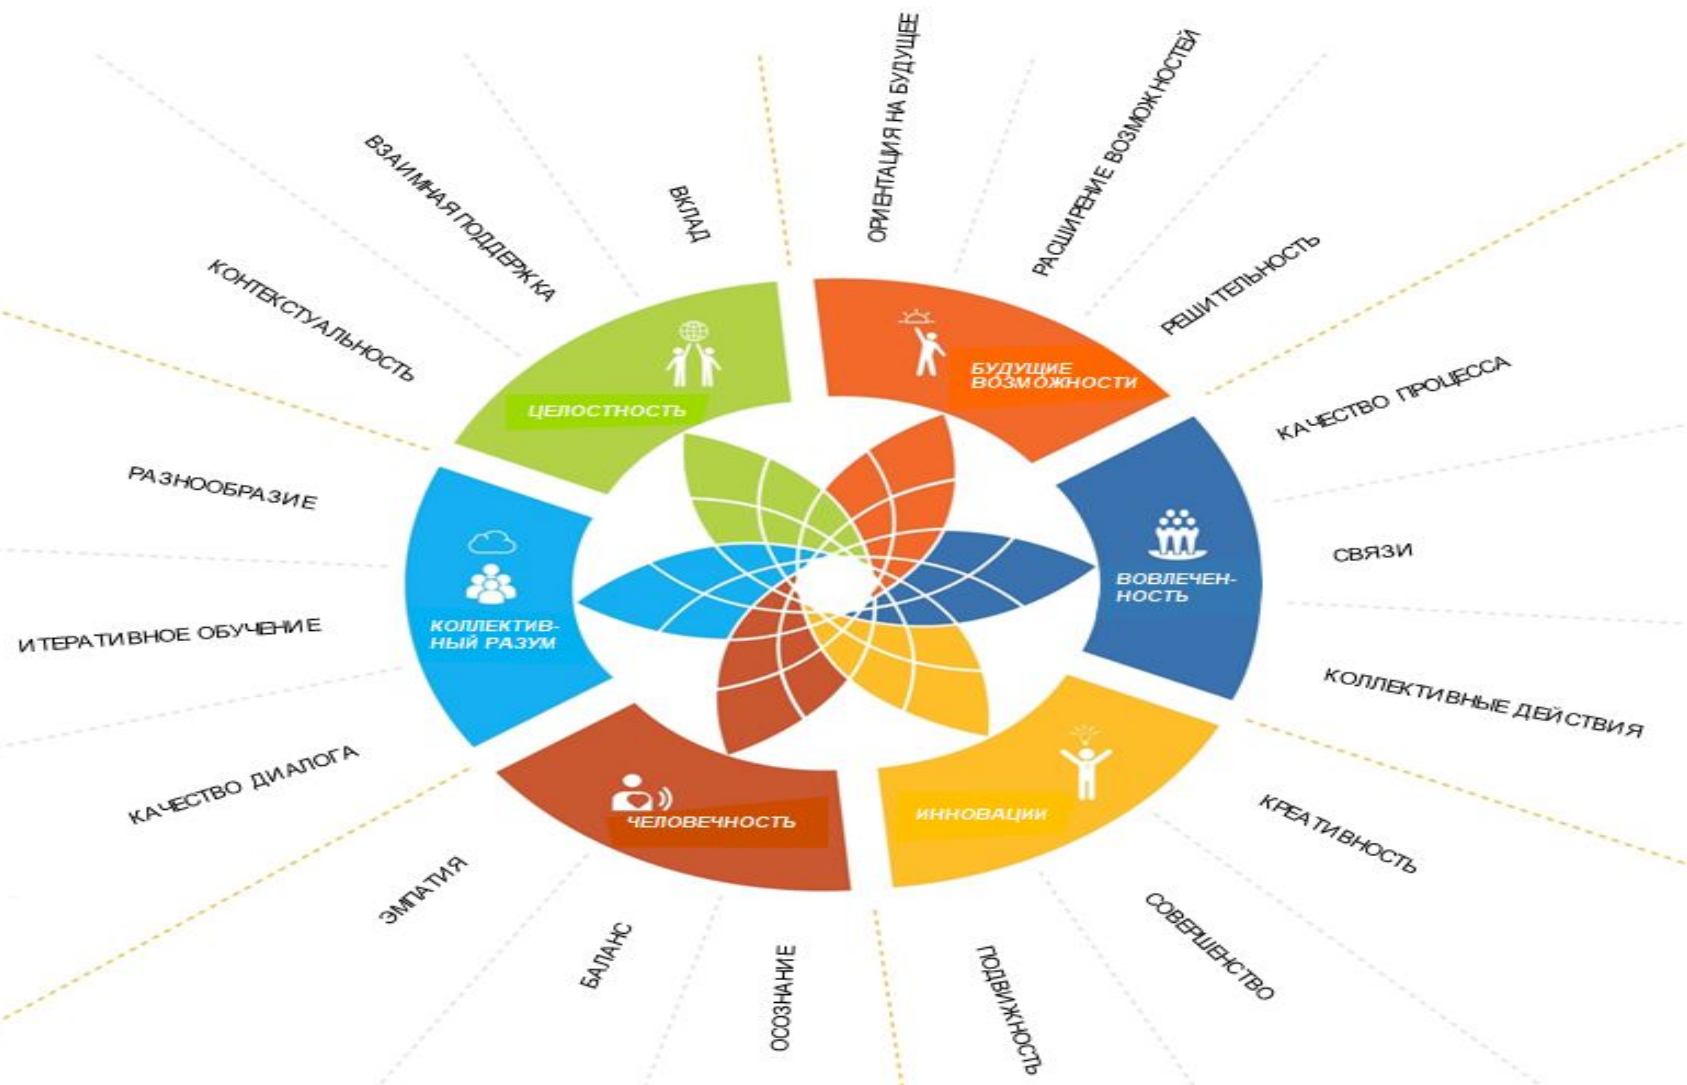 ОРИЕНТАЦИЯ НА БУДУЩЕЕ
РАСШИРЕНИЕ ВОЗМОЖНОСТЕЙ
РЕШИТЕЛЬНОСТЬ
БУДУЩИЕ
ВОЗМОЖНОСТИ
КАЧЕСТВО ПРОЦЕССА
СВЯЗИ
КОЛЛЕКТИВНЫЕ ДЕЙСТВИЯ
ВОВЛЕЧЕН-
НОСТЬ
КРЕАТИВНОСТЬ
СОВЕРШЕНСТВО
ПОДВИЖНОСТЬ
ИННОВАЦИИ
ОСОЗНАНИЕ
БАЛАНС
ЭМПАТИЯ
ЧЕЛОВЕЧНОСТЬ
КАЧЕСТВО ДИАЛОГА
ИТЕРАТИВНОЕ ОБУЧЕНИЕ
РАЗНООБРАЗИЕ
КОЛЛЕКТИВ-
НЫЙ РАЗУМ
КОНТЕКСТУАЛЬНОСТЬ
ВЗАИМНАЯ ПОДДЕРЖКА
ВКЛАД
ЦЕЛОСТНОСТЬ